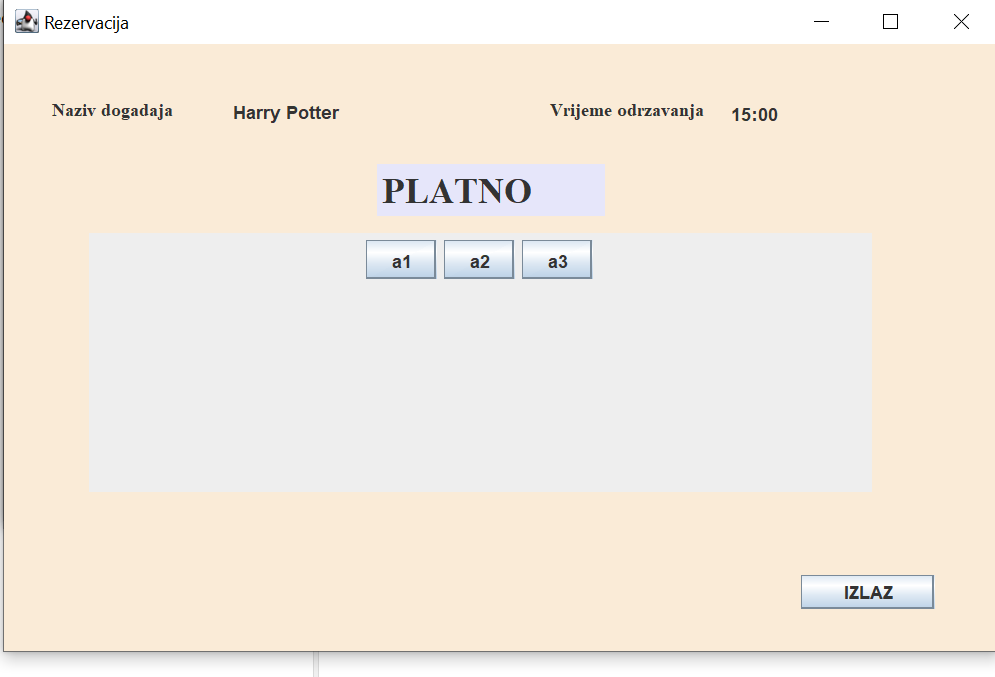 Rezervacija
Naziv dogadaja Harry Potter Vrijeme odrzavanja 15:00
PLATNO
a1 a2 a3
IZLAZ